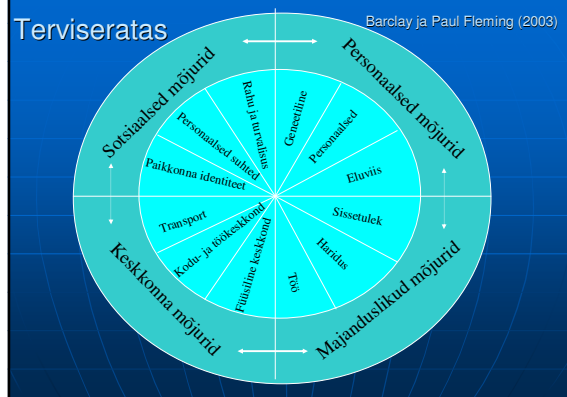 Terviseratas
Barclay ja Paul Fleming (2003)
Sotsiaalsed mõjurid
Personaalsed mõjurid
Rahu ja turvalisus
Geneetiline
Personaalsed suhted
Personaalsed
Paikkonna identiteet
Eluviis
Transport
Sissetulek
Kodu- ja töökeskkond
Haridus
Füüsiline keskkond
Töö
Keskkonna mõjurid
Majanduslikud mõjurid